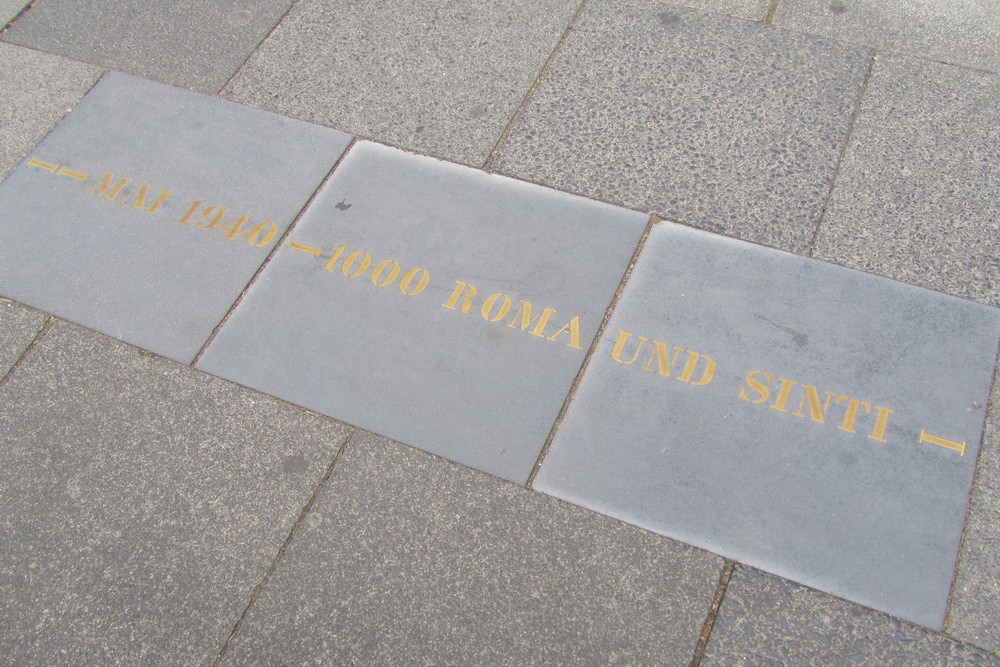 — — MAI 1940 — 1000 ROMA UND SINTI —